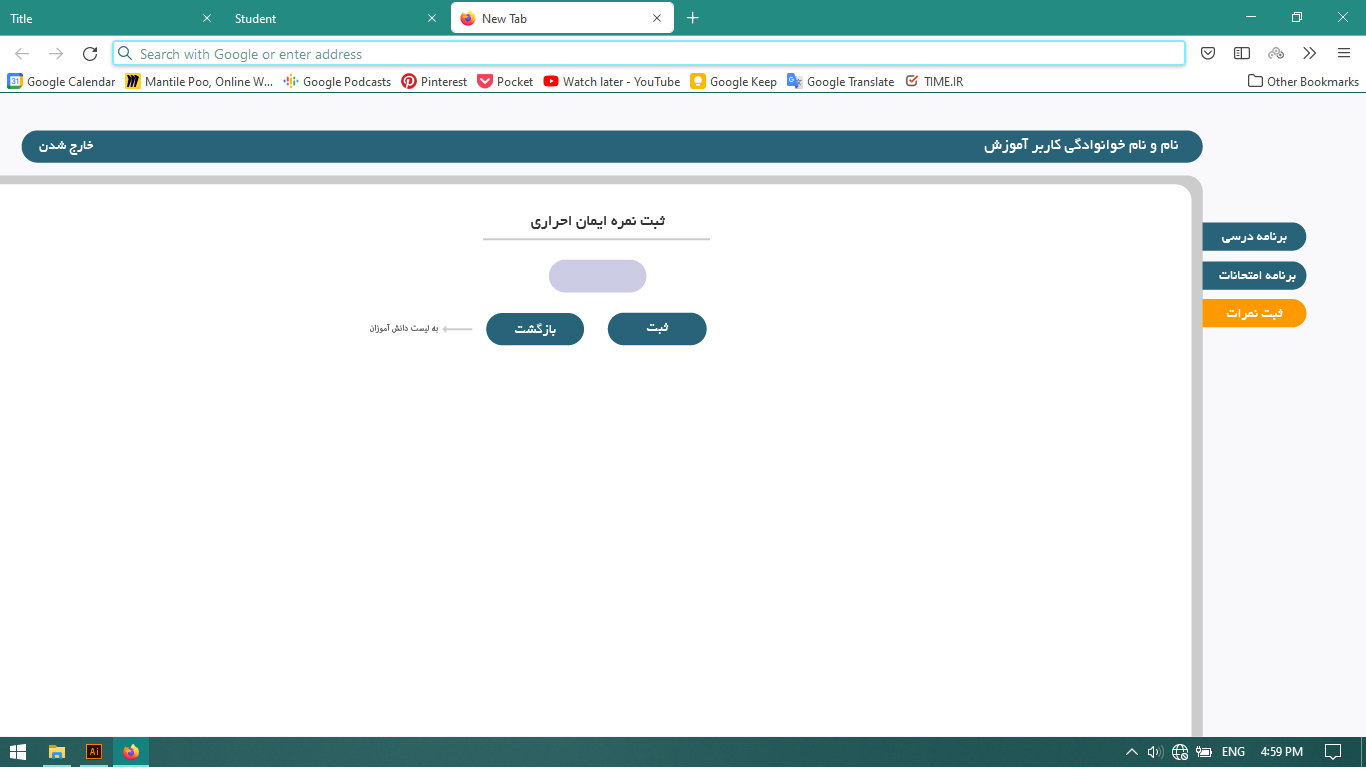 Title
Student
New Tab
Search with Google or enter address
Google Calendar
Mantile Poo, Online W...
Google Podcasts
Pinterest
Pocket
Watch later - YouTube
Google Keep
Google Translate
TIME.IR
Other Bookmarks
نام و نام خوانوادگی کاربر آموزش
خارج شدن
ثبت نمره ایمان احراری
برنامه درسی
برنامه امتحانات
ثبت نمرات
ثبت
بازگشت
به لیست دانش آموزان
31
Ai
ENG
4:59 PM